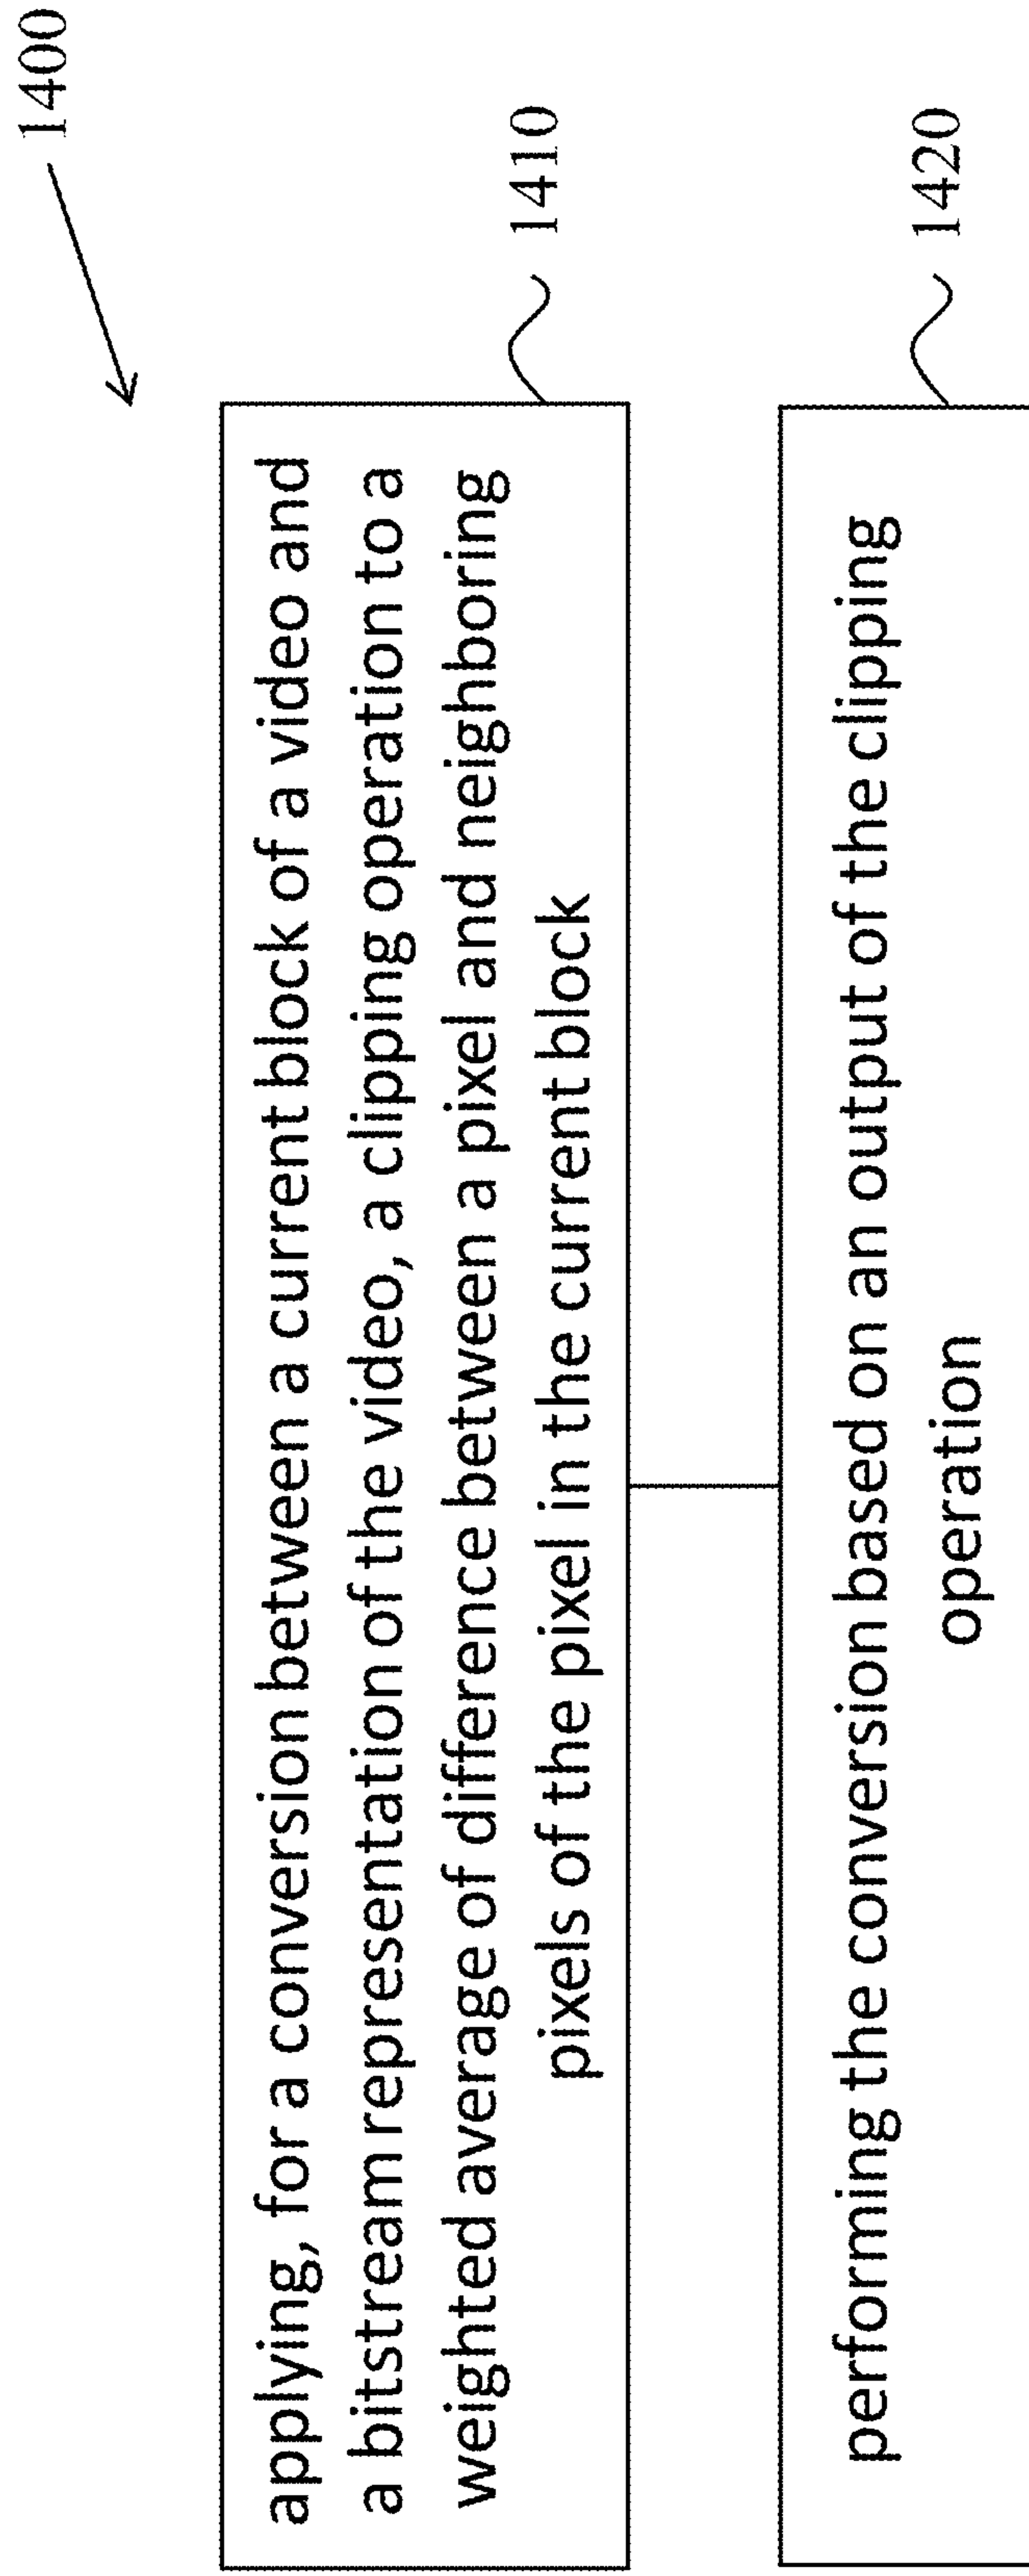 1400
applying, for a conversion between a current block of a video and
a bitstream representation of the video, a clipping operation to a
weighted average of difference between a pixel and neighboring
pixels of the pixel in the current block
1410
performing the conversion based on an output of the clipping
operation
1420